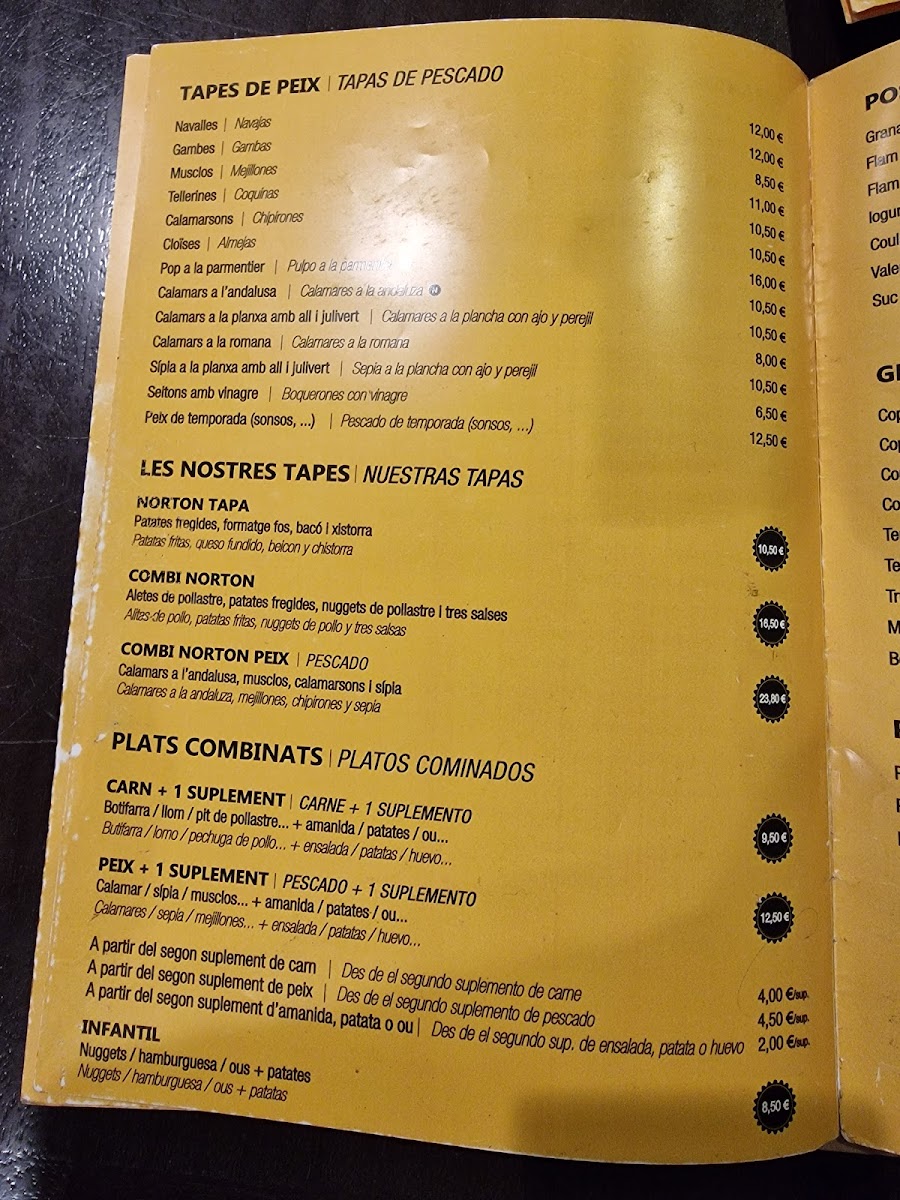 TAPES DE PEIX | TAPAS DE PESCADO
Navalles | Navajas 12,00 €
Gambes | Gambas 12,00 €
Musclos | Mejillones 8,50 €
Tellerines | Coquinas 11,00 €
Calamarsons | Chipirones 10,50 €
Cloïses | Almejas 10,50 €
Pop a la parmentier | Pulpo a la 16,00 €
Calamars a l'andalusa | Calamares a la andaluza N 10,50 €
Calamars a la planxa amb all i julivert | Calamares a la plancha con ajo y perejil 10,50 €
Calamars a la romana | Calamares a la romana 8,00 €
Sípla a la planxa amb all i julivert | Sepia a la plancha con ajo y perejil 10,50 €
Seitons amb vinagre | Boquerones con vinagre 6,50 €
Peix de temporada (sonsos, ...) | Pescado de temporada (sonsos, ...) 12,50 €
LES NOSTRES TAPES | NUESTRAS TAPAS
NORTON TAPA
Patates fregides, formatge fos, bacó i xistorra
Patatas fritas, queso fundido, beicon y chistorra
10,50 €
COMBI NORTON
Aletes de pollastre, patates fregides, nuggets de pollastre i tres salses
Alitas de pollo, patatas fritas, nuggets de pollo y tres salsas
16,50 €
COMBI NORTON PEIX | PESCADO
Calamars a l'andalusa, musclos, calamarsons i sípla
Calamares a la andaluza, mejillones, chipirones y sepia
23,80 €
PLATS COMBINATS | PLATOS COMINADOS
CARN + 1 SUPLEMENT | CARNE + 1 SUPLEMENTO
Botifarra / llom / pit de pollastre... + amanida / patates / ou...
Butifarra / lomo / pechuga de pollo... + ensalada / patatas / huevo...
9,50 €
PEIX + 1 SUPLEMENT | PESCADO + 1 SUPLEMENTO
Calamar / sípla / musclos... + amanida / patates / ou...
Calamares / sepia / mejillones... + ensalada / patatas / huevo...
12,50 €
A partir del segon suplement de carn | Des de el segundo suplemento de carne 4,00 €/sup.
A partir del segon suplement de peix | Des de el segundo suplemento de pescado 4,50 €/sup.
A partir del segon suplement d'amanida, patata o ou | Des de el segundo sup. de ensalada, patata o huevo 2,00 €/sup.
INFANTIL
Nuggets / hamburguesa / ous + patates
Nuggets / hamburguesa / ous + patatas
8,50 €
Flam
Flam
Suc